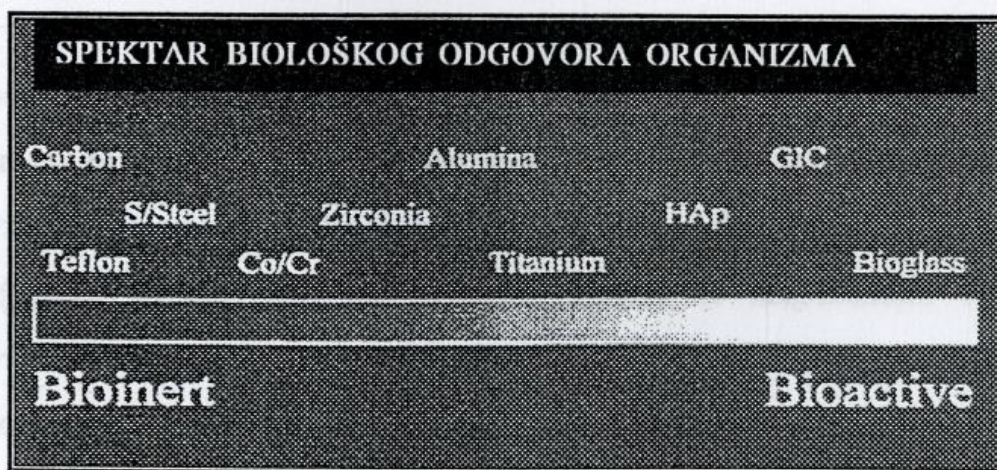 SPEKTAR BIOLOŠKOG ODGOVORA ORGANIZMA
Carbon Alumina GIC
S/Steel Zirconia HAp
Teflon Co/Cr Titanium Bioglass
Bioinert Bioactive